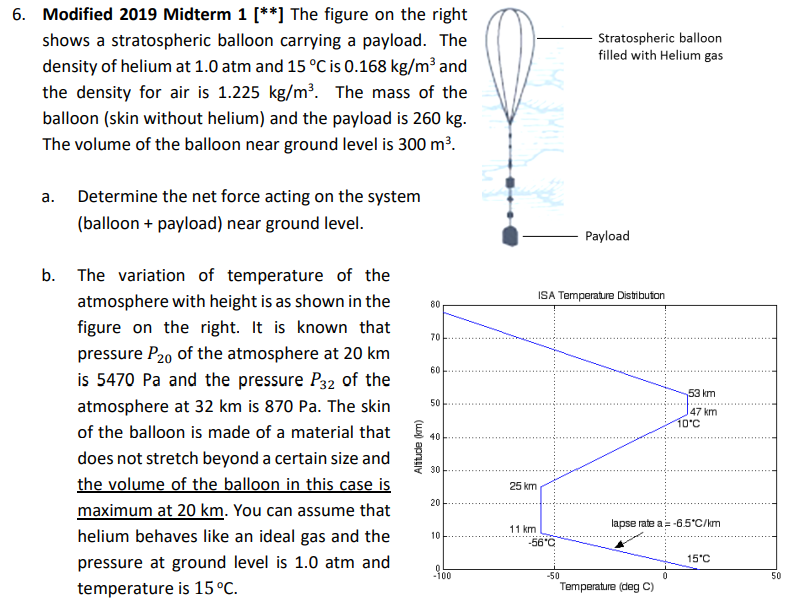 6. Modified 2019 Midterm 1 [**] The figure on the right
shows a stratospheric balloon carrying a payload. The
density of helium at 1.0 atm and 15 °C is 0.168 kg/m³ and
the density for air is 1.225 kg/m³. The mass of the
balloon (skin without helium) and the payload is 260 kg.
The volume of the balloon near ground level is 300 m³.
Stratospheric balloon
filled with Helium gas
Payload
a. Determine the net force acting on the system
(balloon + payload) near ground level.
b. The variation of temperature of the
atmosphere with height is as shown in the
figure on the right. It is known that
pressure P₂₀ of the atmosphere at 20 km
is 5470 Pa and the pressure P₃₂ of the
atmosphere at 32 km is 870 Pa. The skin
of the balloon is made of a material that
does not stretch beyond a certain size and
the volume of the balloon in this case is
maximum at 20 km. You can assume that
helium behaves like an ideal gas and the
pressure at ground level is 1.0 atm and
temperature is 15 °C.
ISA Temperature Distribution
80
70
60
50
40
30
20
10
0
Altitude (km)
53 km
47 km
10°C
25 km
11 km
-56°C
lapse rate a = -6.5°C/km
15°C
-100
-50
0
50
Temperature (deg C)